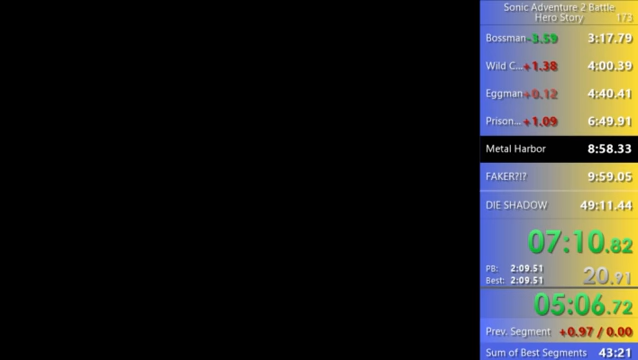 Sonic Adventure 2 Battle:
Hero Story 173
Bossman -3.59 3:17.79
Wild C... +1.38 4:00.39
Eggman +0.12 4:40.41
Prison... +1.09 6:49.91
Metal Harbor 8:58.33
FAKER?!? 9:59.05
DIE SHADOW 49:11.44
07:10.82
PB: 2:09.51
Best: 2:09.51
20.91
05:06.72
Prev. Segment +0.97 / 0.00
Sum of Best Segments 43:21